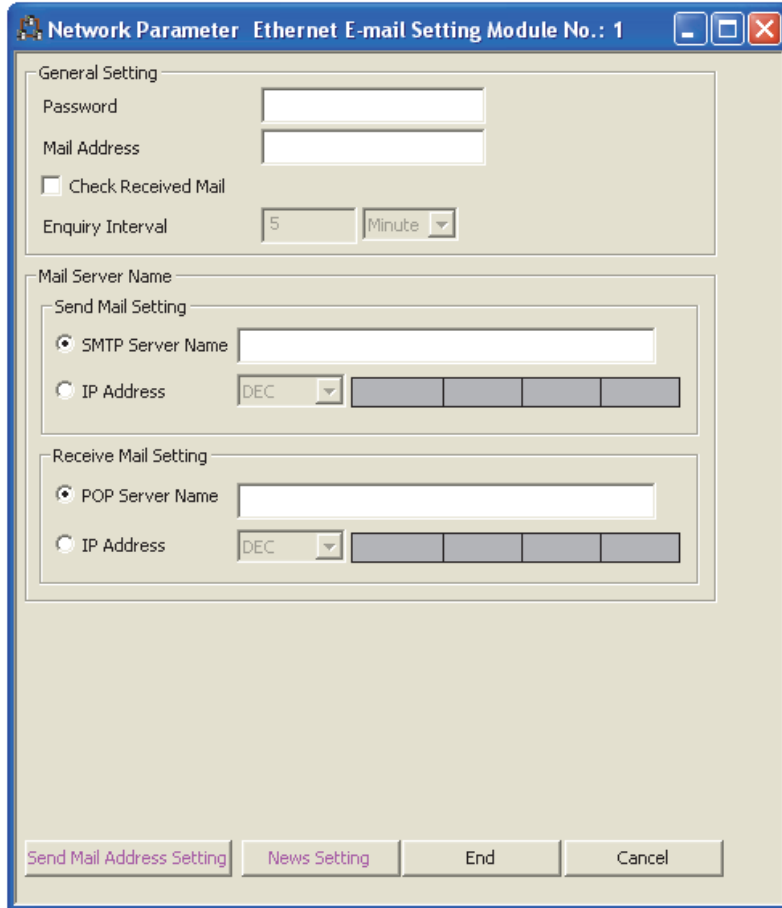 Network Parameter Ethernet E-mail Setting Module No.: 1
General Setting
Password
Mail Address
Check Received Mail
Enquiry Interval 5 Minute
Mail Server Name
Send Mail Setting
SMTP Server Name
IP Address DEC
Receive Mail Setting
POP Server Name
IP Address DEC
Send Mail Address Setting News Setting End Cancel